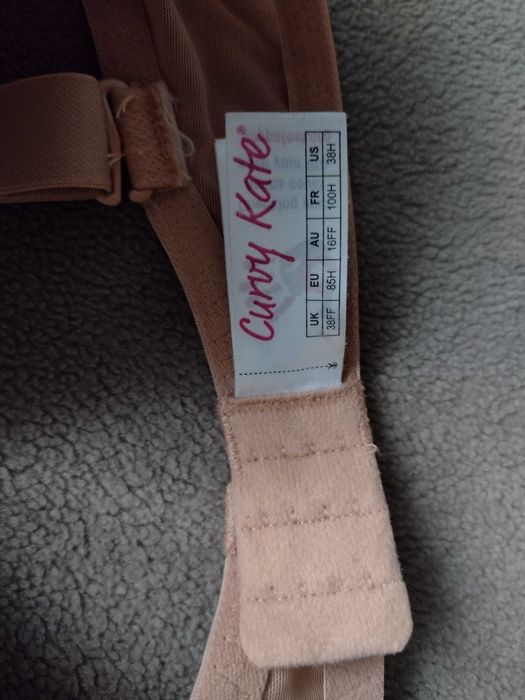 Curvy Kate®
UK EU AU FR US
38FF 85H 16FF 100H 38H